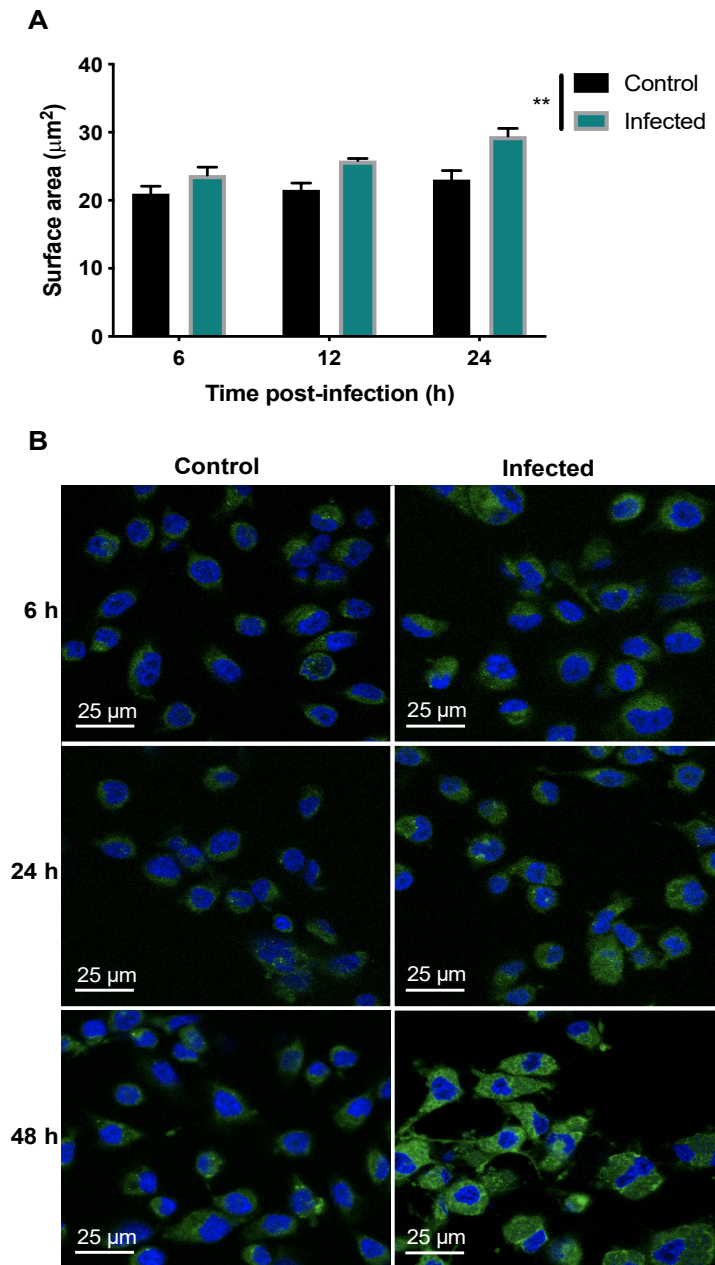 A
40
30
20
10
0
Surface area (μm²)
6
12
24
Time post-infection (h)
**
Control
Infected
B
Control
Infected
6 h
25 μm
25 μm
24 h
25 μm
25 μm
48 h
25 μm
25 μm